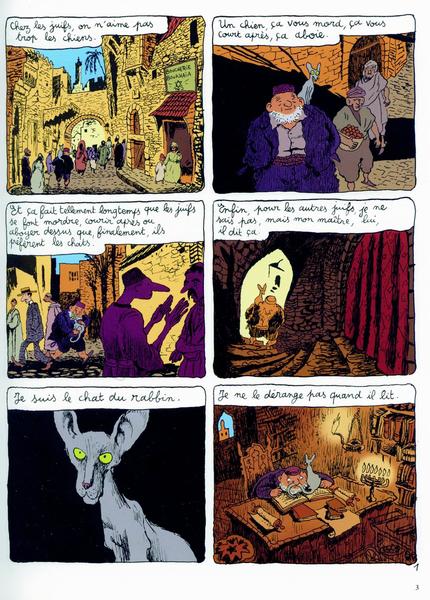 Chez les juifs, on n'aime pas
trop les chiens.
BOUCHERIE
BOUKHAIA
Un chien, ça vous mord, ça vous
court après, ça aboie.
Et ça fait tellement longtemps que les juifs
se font mordre, courir après ou
aboyer dessus que, finalement, ils
préfèrent les chats.
Enfin, pour les autres juifs je ne
sais pas, mais mon maître, lui,
il dit ça.
Je suis le chat du rabbin.
Je ne le dérange pas quand il lit.
1
3